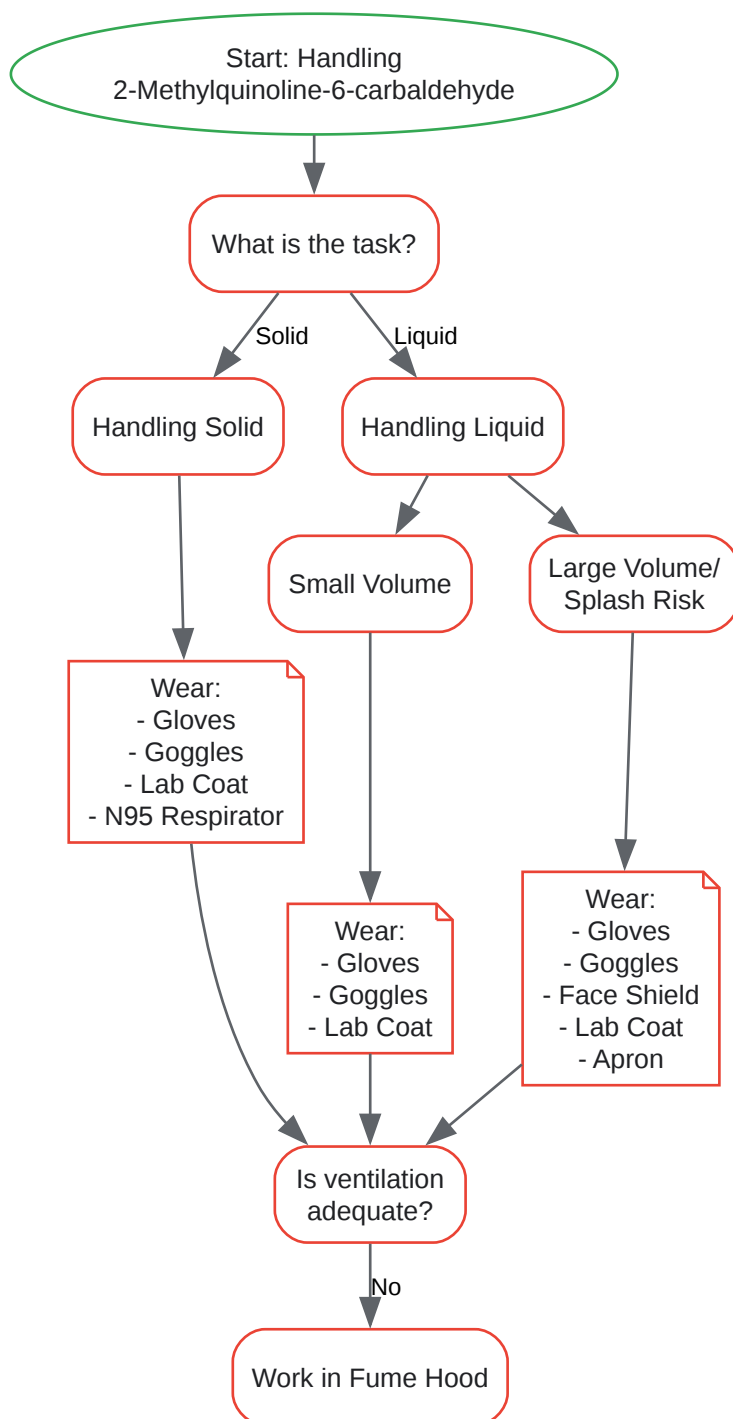 Start: Handling
2-Methylquinoline-6-carbaldehyde
What is the task?
Solid
Liquid
Handling Solid
Handling Liquid
Small Volume
Large Volume/
Splash Risk
Wear:
- Gloves
- Goggles
- Lab Coat
- N95 Respirator
Wear:
- Gloves
- Goggles
- Lab Coat
Wear:
- Gloves
- Goggles
- Face Shield
- Lab Coat
- Apron
Is ventilation
adequate?
No
Work in Fume Hood